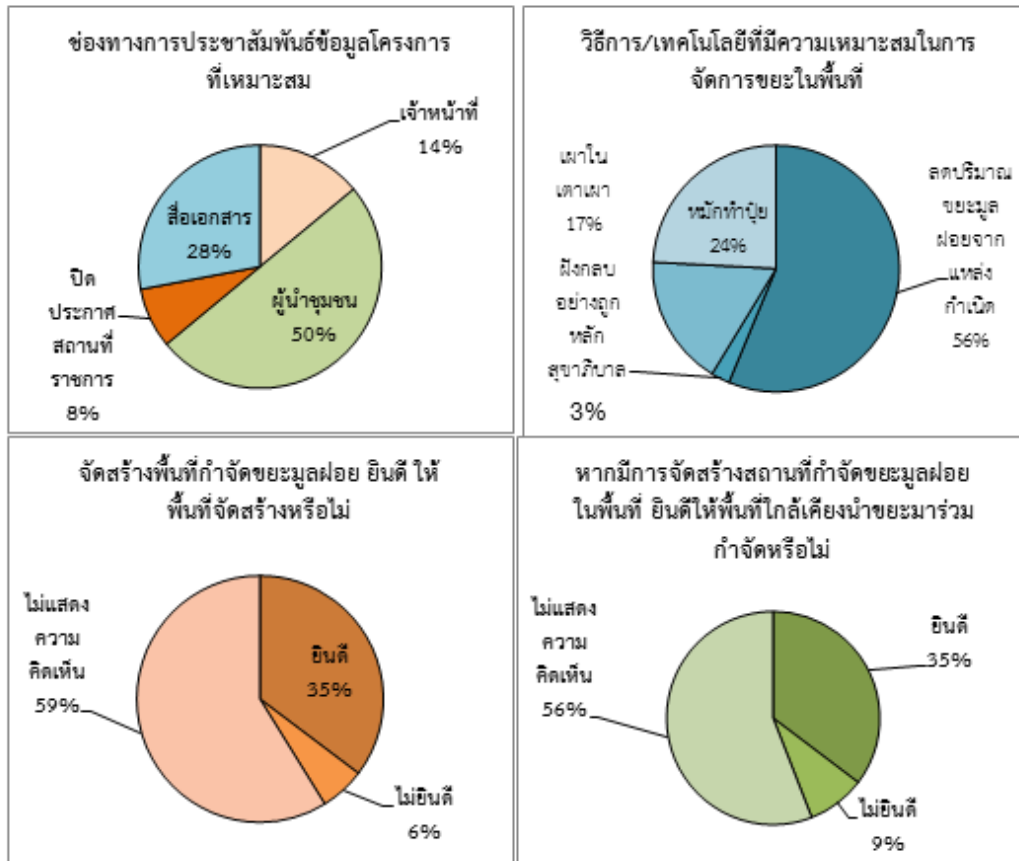 ช่องทางการประชาสัมพันธ์ข้อมูลโครงการ
ที่เหมาะสม
เจ้าหน้าที่
14%
สื่อเอกสาร
28%
ปิด
ประกาศ
สถานที่
ราชการ
8%
ผู้นำชุมชน
50%
วิธีการ/เทคโนโลยีที่มีความเหมาะสมในการ
จัดการขยะในพื้นที่
เผาใน
เตาเผา
17%
หมักทำปุ๋ย
24%
ฝังกลบ
อย่างถูก
หลัก
สุขาภิบาล
3%
ลดปริมาณ
ขยะมูล
ฝอยจาก
แหล่ง
กำเนิด
56%
จัดสร้างพื้นที่กำจัดขยะมูลฝอย ยินดี ให้
พื้นที่จัดสร้างหรือไม่
ไม่แสดง
ความ
คิดเห็น
59%
ยินดี
35%
ไม่ยินดี
6%
หากมีการจัดสร้างสถานที่กำจัดขยะมูลฝอย
ในพื้นที่ ยินดีให้พื้นที่ใกล้เคียงนำขยะมาร่วม
กำจัดหรือไม่
ไม่แสดง
ความ
คิดเห็น
56%
ยินดี
35%
ไม่ยินดี
9%